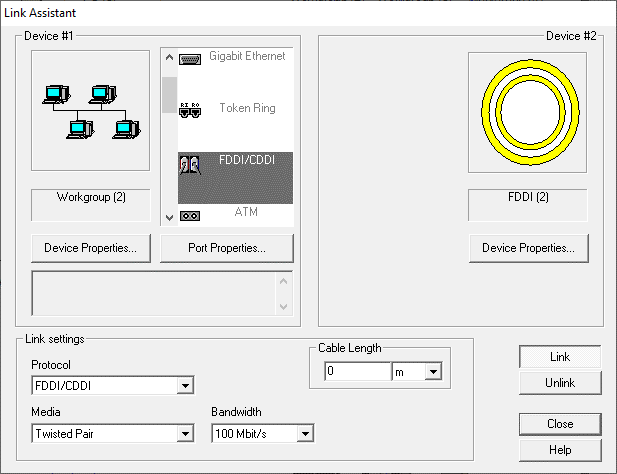 Link Assistant
Device #1
Device #2
Gigabit Ethernet
RI RO
Token Ring
FDDI/CDDI
ATM
Workgroup (2)
FDDI (2)
Device Properties...
Port Properties...
Device Properties...
Link settings
Protocol
FDDI/CDDI
Cable Length
0
m
Media
Twisted Pair
Bandwidth
100 Mbit/s
Link
Unlink
Close
Help